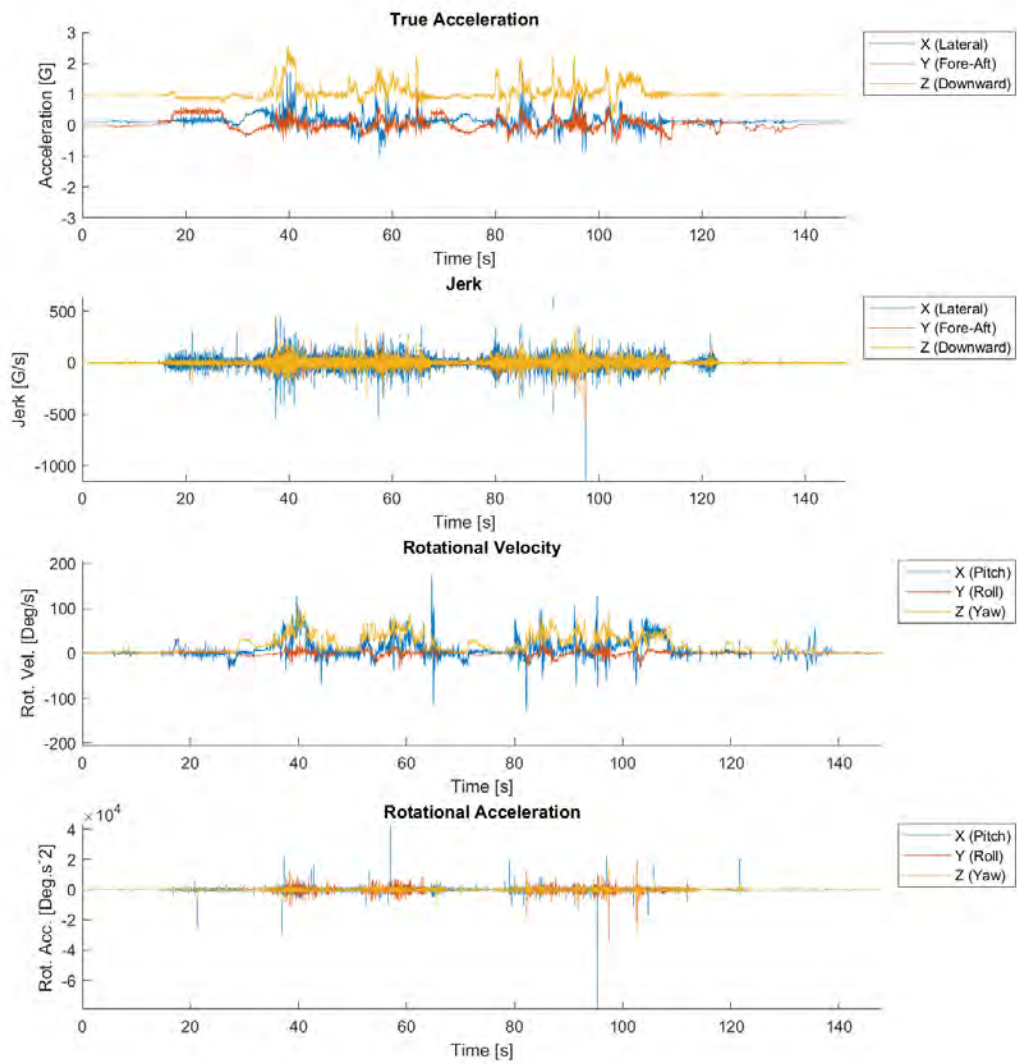 True Acceleration
3
2
1
0
-1
-2
-3
Acceleration [G]
0 20 40 60 80 100 120 140
Time [s]
X (Lateral)
Y (Fore-Aft)
Z (Downward)
Jerk
500
0
-500
-1000
Jerk [G/s]
0 20 40 60 80 100 120 140
Time [s]
X (Lateral)
Y (Fore-Aft)
Z (Downward)
Rotational Velocity
200
100
0
-100
-200
Rot. Vel. [Deg/s]
0 20 40 60 80 100 120 140
Time [s]
X (Pitch)
Y (Roll)
Z (Yaw)
Rotational Acceleration
× 10^4
4
2
0
-2
-4
-6
Rot. Acc. [Deg.s^2]
0 20 40 60 80 100 120 140
Time [s]
X (Pitch)
Y (Roll)
Z (Yaw)